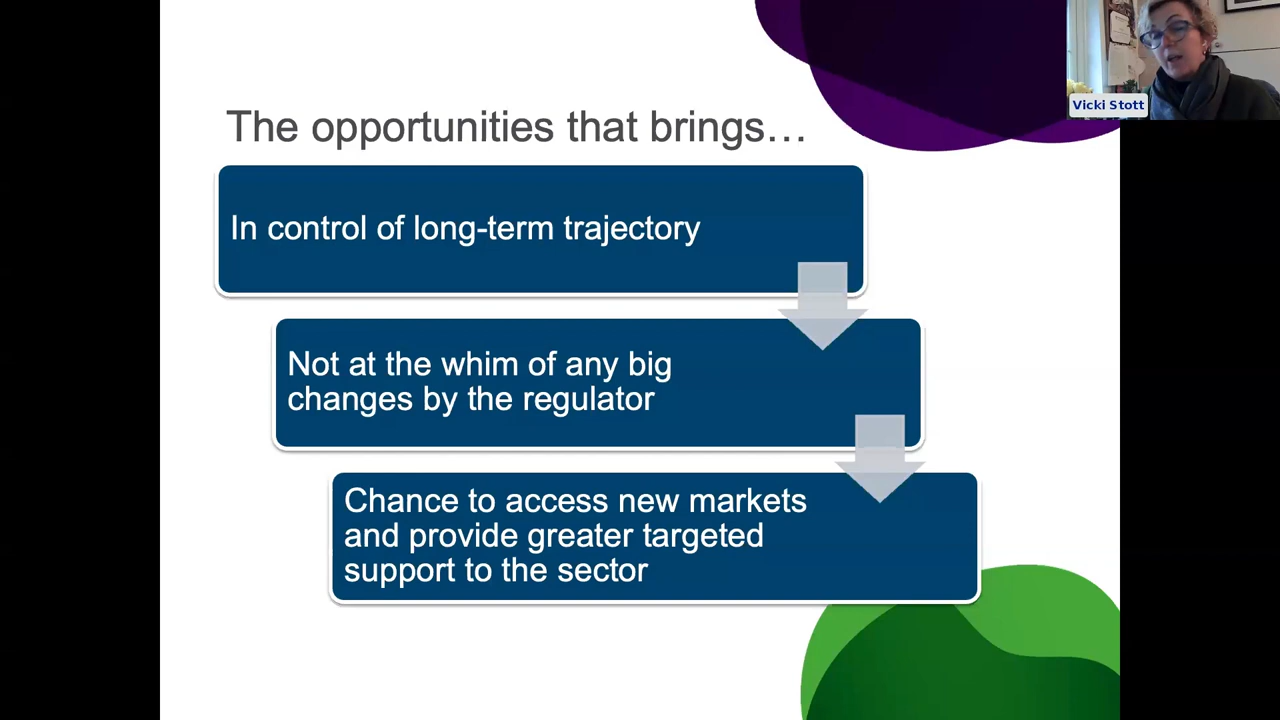 Vicki Stott
The opportunities that brings…
In control of long-term trajectory
Not at the whim of any big
changes by the regulator
Chance to access new markets
and provide greater targeted
support to the sector